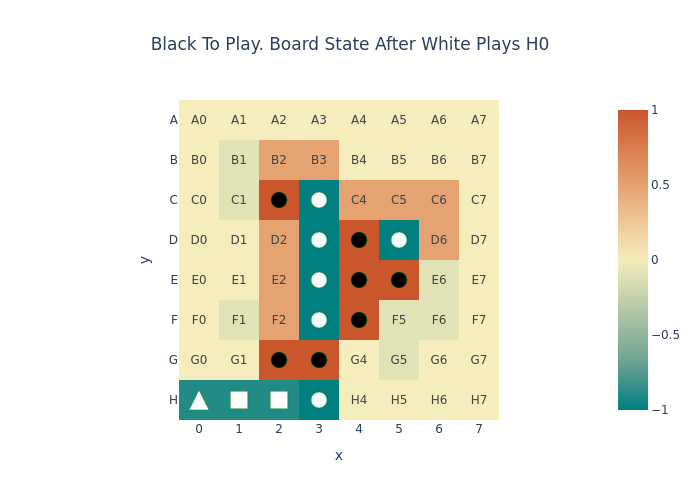 Black To Play. Board State After White Plays H0
A A0 A1 A2 A3 A4 A5 A6 A7
B B0 B1 B2 B3 B4 B5 B6 B7
C C0 C1 C4 C5 C6 C7
D D0 D1 D2 D6 D7
E E0 E1 E2 E6 E7
F F0 F1 F2 F5 F6 F7
G G0 G1 G4 G5 G6 G7
H H4 H5 H6 H7
0 1 2 3 4 5 6 7
x
y
1
0.5
0
−0.5
−1